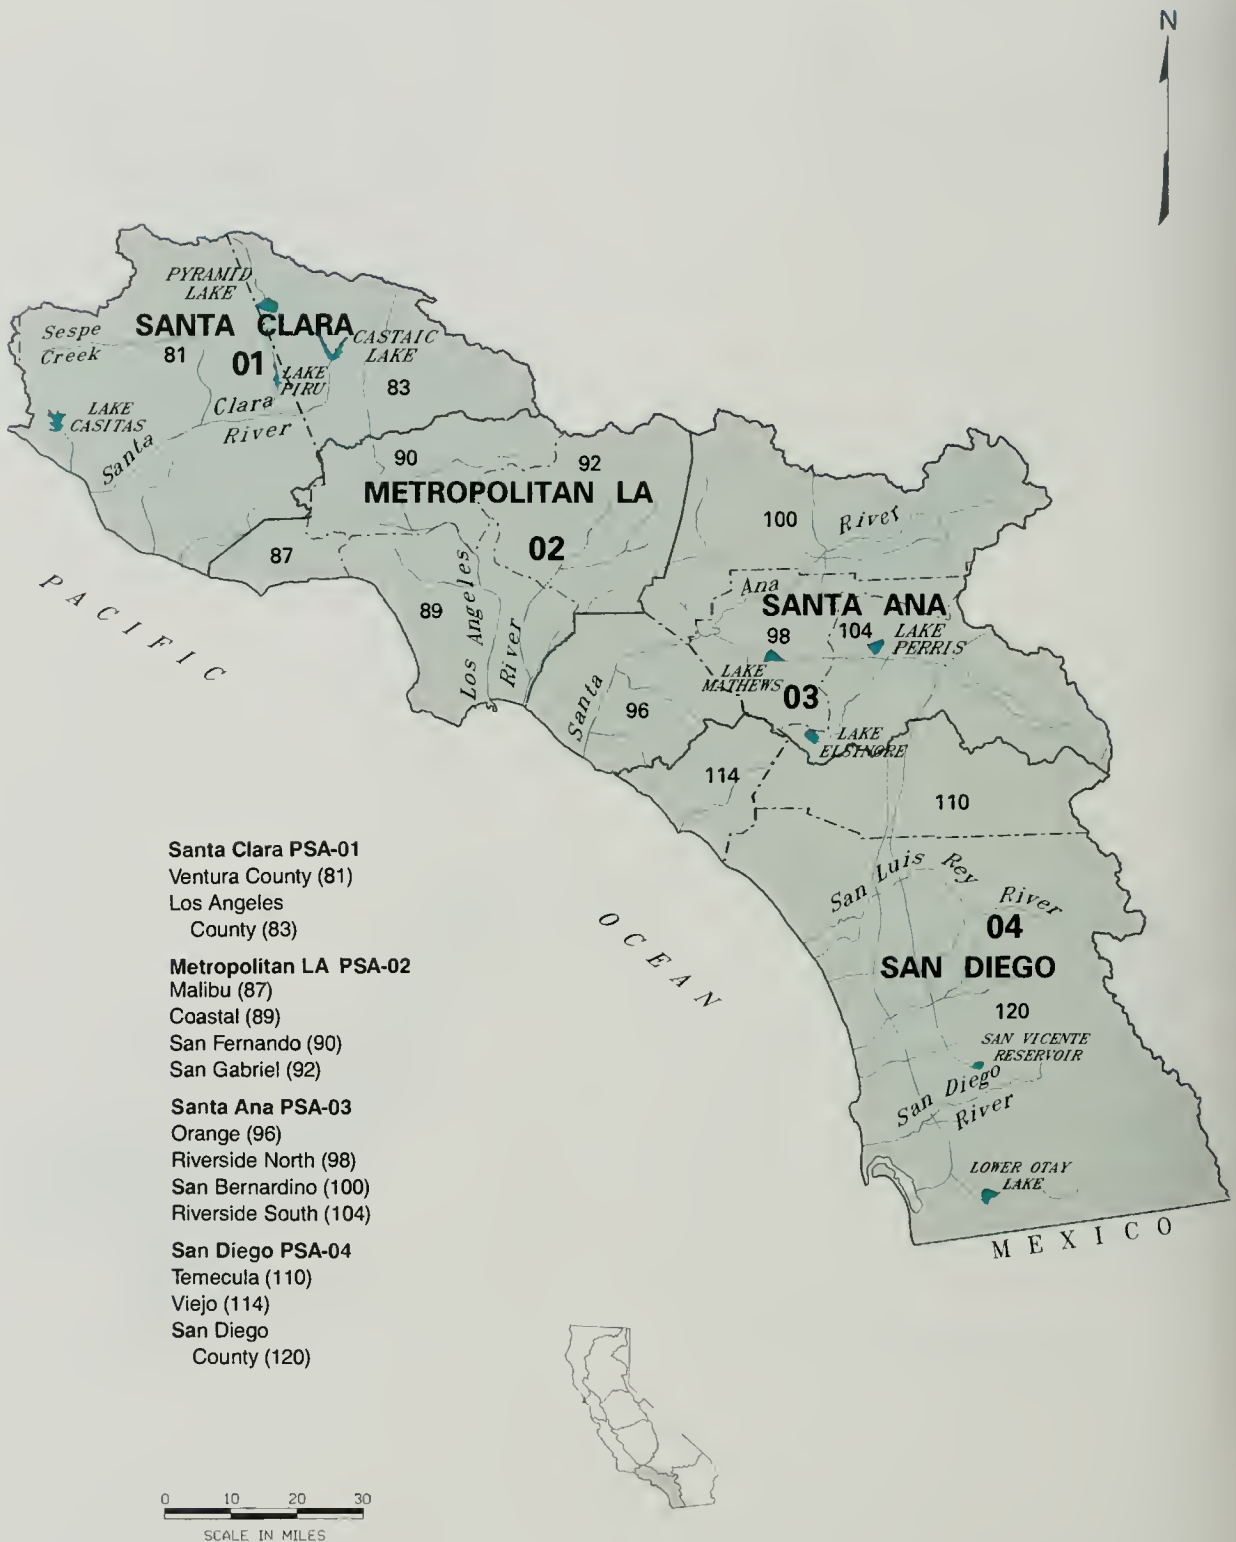 N
PYRAMID
LAKE
Sespe
Creek
SANTA CLARA
81
01
CASTAIC
LAKE
LAKE
PIRU
83
LAKE
CASITAS
Clara
River
Santa
90
92
METROPOLITAN LA
02
87
89
Los Angeles
River
100
River
Ana
SANTA ANA
98
104
LAKE
PERRIS
LAKE
MATHEWS
03
Santa
96
LAKE
ELSINORE
114
110
PACIFIC
OCEAN
San Luis Rey
River
04
SAN DIEGO
120
SAN VICENTE
RESERVOIR
San Diego
River
LOWER OTAY
LAKE
MEXICO
Santa Clara PSA-01
Ventura County (81)
Los Angeles
County (83)
Metropolitan LA PSA-02
Malibu (87)
Coastal (89)
San Fernando (90)
San Gabriel (92)
Santa Ana PSA-03
Orange (96)
Riverside North (98)
San Bernardino (100)
Riverside South (104)
San Diego PSA-04
Temecula (110)
Viejo (114)
San Diego
County (120)
0 10 20 30
SCALE IN MILES